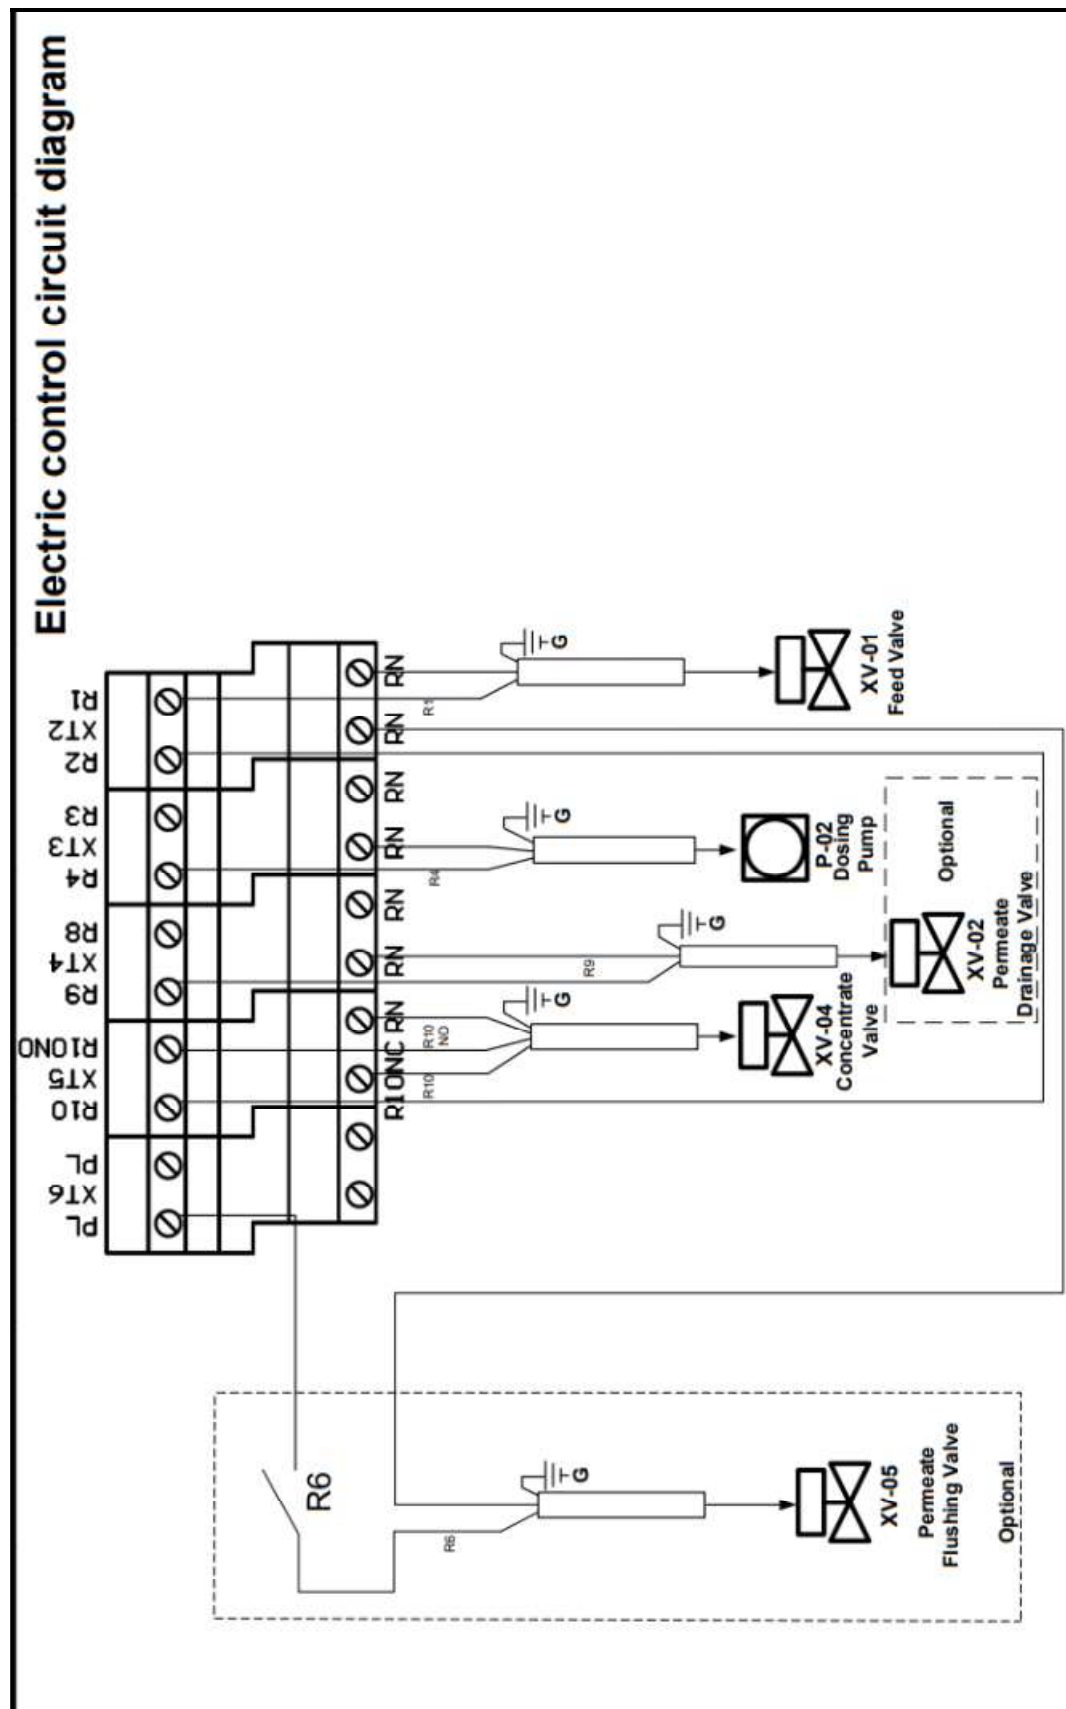 Electric control circuit diagram
R1
XT2
R2
R3
XT3
R4
R8
XT4
R9
R10NO
XT5
R10
PL
XT6
PL
RN
RN
RN
RN
RN
RN
RN
R10NC
R1
G
XV-01
Feed Valve
R4
G
P-02
Dosing
Pump
R9
G
Optional
XV-02
Permeate
Drainage Valve
R10
NO
R10
G
XV-04
Concentrate
Valve
R6
R6
G
XV-05
Permeate
Flushing Valve
Optional